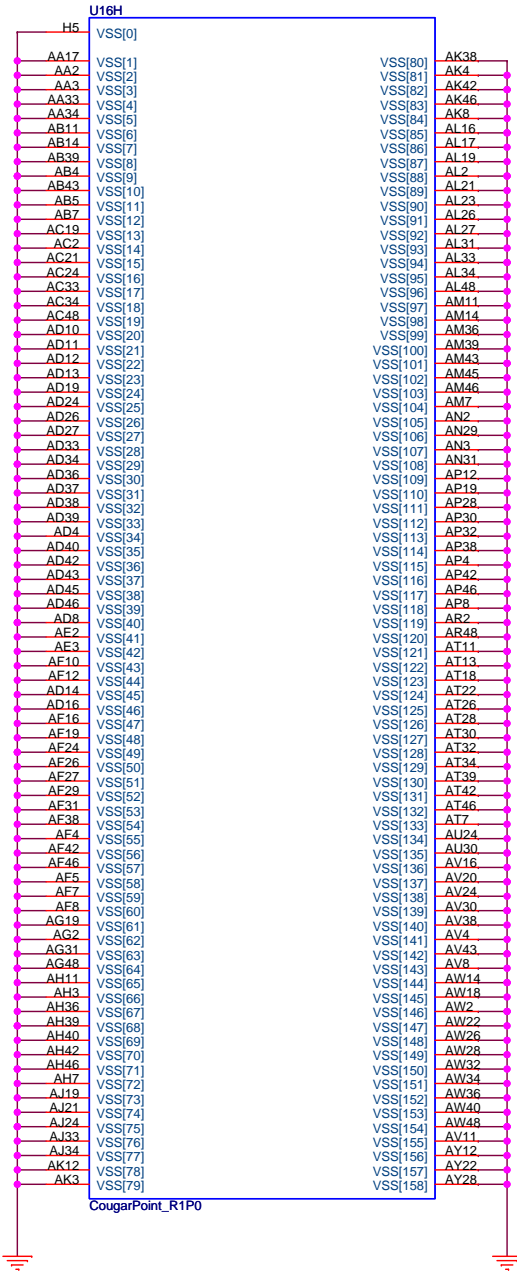 U16H
H5 VSS[0]
AA17 VSS[1] VSS[80] AK38
AA2 VSS[2] VSS[81] AK4
AA3 VSS[3] VSS[82] AK42
AA33 VSS[4] VSS[83] AK46
AA34 VSS[5] VSS[84] AK8
AB11 VSS[6] VSS[85] AL16
AB14 VSS[7] VSS[86] AL17
AB39 VSS[8] VSS[87] AL19
AB4 VSS[9] VSS[88] AL2
AB43 VSS[10] VSS[89] AL21
AB5 VSS[11] VSS[90] AL23
AB7 VSS[12] VSS[91] AL26
AC19 VSS[13] VSS[92] AL27
AC2 VSS[14] VSS[93] AL31
AC21 VSS[15] VSS[94] AL33
AC24 VSS[16] VSS[95] AL34
AC33 VSS[17] VSS[96] AL48
AC34 VSS[18] VSS[97] AM11
AC48 VSS[19] VSS[98] AM14
AD10 VSS[20] VSS[99] AM36
AD11 VSS[21] VSS[100] AM39
AD12 VSS[22] VSS[101] AM43
AD13 VSS[23] VSS[102] AM45
AD19 VSS[24] VSS[103] AM46
AD24 VSS[25] VSS[104] AM7
AD26 VSS[26] VSS[105] AN2
AD27 VSS[27] VSS[106] AN29
AD33 VSS[28] VSS[107] AN3
AD34 VSS[29] VSS[108] AN31
AD36 VSS[30] VSS[109] AP12
AD37 VSS[31] VSS[110] AP19
AD38 VSS[32] VSS[111] AP28
AD39 VSS[33] VSS[112] AP30
AD4 VSS[34] VSS[113] AP32
AD40 VSS[35] VSS[114] AP38
AD42 VSS[36] VSS[115] AP4
AD43 VSS[37] VSS[116] AP42
AD45 VSS[38] VSS[117] AP46
AD46 VSS[39] VSS[118] AP8
AD8 VSS[40] VSS[119] AR2
AE2 VSS[41] VSS[120] AR48
AE3 VSS[42] VSS[121] AT11
AF10 VSS[43] VSS[122] AT13
AF12 VSS[44] VSS[123] AT18
AD14 VSS[45] VSS[124] AT22
AD16 VSS[46] VSS[125] AT26
AF16 VSS[47] VSS[126] AT28
AF19 VSS[48] VSS[127] AT30
AF24 VSS[49] VSS[128] AT32
AF26 VSS[50] VSS[129] AT34
AF27 VSS[51] VSS[130] AT39
AF29 VSS[52] VSS[131] AT42
AF31 VSS[53] VSS[132] AT46
AF38 VSS[54] VSS[133] AT7
AF4 VSS[55] VSS[134] AU24
AF42 VSS[56] VSS[135] AU30
AF46 VSS[57] VSS[136] AV16
AF5 VSS[58] VSS[137] AV20
AF7 VSS[59] VSS[138] AV24
AF8 VSS[60] VSS[139] AV30
AG19 VSS[61] VSS[140] AV38
AG2 VSS[62] VSS[141] AV4
AG31 VSS[63] VSS[142] AV43
AG48 VSS[64] VSS[143] AV8
AH11 VSS[65] VSS[144] AW14
AH3 VSS[66] VSS[145] AW18
AH36 VSS[67] VSS[146] AW2
AH39 VSS[68] VSS[147] AW22
AH40 VSS[69] VSS[148] AW26
AH42 VSS[70] VSS[149] AW28
AH46 VSS[71] VSS[150] AW32
AH7 VSS[72] VSS[151] AW34
AJ19 VSS[73] VSS[152] AW36
AJ21 VSS[74] VSS[153] AW40
AJ24 VSS[75] VSS[154] AW48
AJ33 VSS[76] VSS[155] AV11
AJ34 VSS[77] VSS[156] AY12
AK12 VSS[78] VSS[157] AY22
AK3 VSS[79] VSS[158] AY28
CougarPoint_R1P0